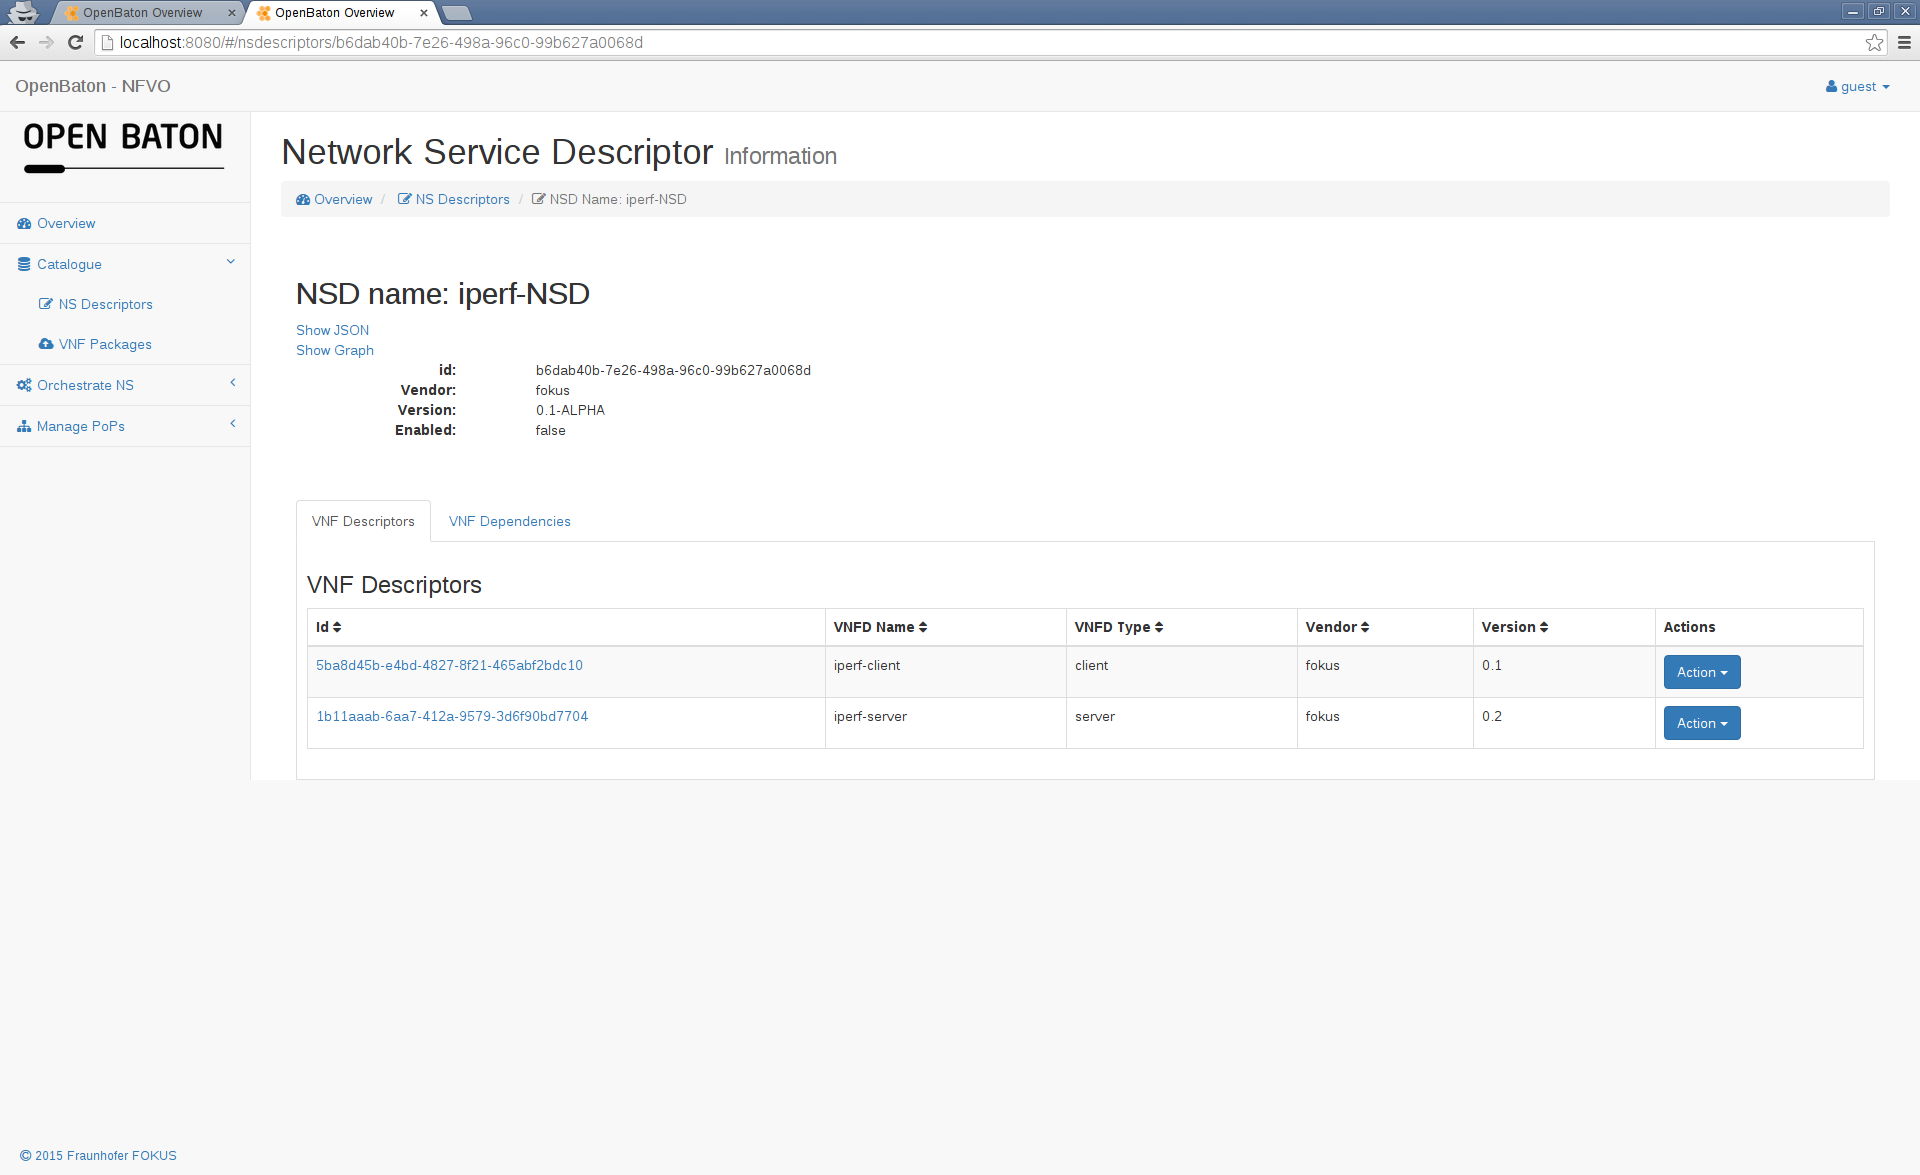 OpenBaton Overview
OpenBaton Overview
localhost:8080/#/nsdescriptors/b6dab40b-7e26-498a-96c0-99b627a0068d
OpenBaton - NFVO
guest
OPEN BATON
Overview
Catalogue
NS Descriptors
VNF Packages
Orchestrate NS
Manage PoPs
Network Service Descriptor Information
Overview / NS Descriptors / NSD Name: iperf-NSD
NSD name: iperf-NSD
Show JSON
Show Graph
id: b6dab40b-7e26-498a-96c0-99b627a0068d
Vendor: fokus
Version: 0.1-ALPHA
Enabled: false
VNF Descriptors VNF Dependencies
VNF Descriptors
Id VNFD Name VNFD Type Vendor Version Actions
5ba8d45b-e4bd-4827-8f21-465abf2bdc10 iperf-client client fokus 0.1 Action
1b11aaab-6aa7-412a-9579-3d6f90bd7704 iperf-server server fokus 0.2 Action
© 2015 Fraunhofer FOKUS